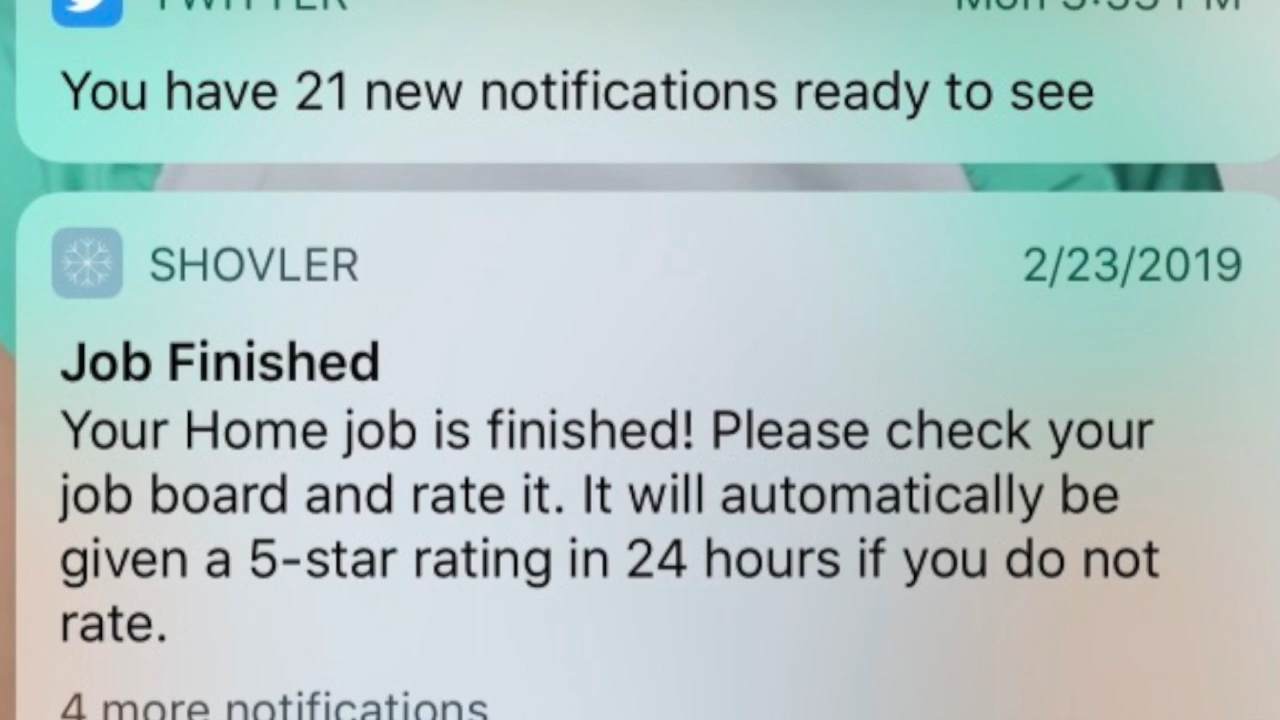 TWITTER
You have 21 new notifications ready to see
SHOVLER 2/23/2019
Job Finished
Your Home job is finished! Please check your
job board and rate it. It will automatically be
given a 5-star rating in 24 hours if you do not
rate.
4 more notifications